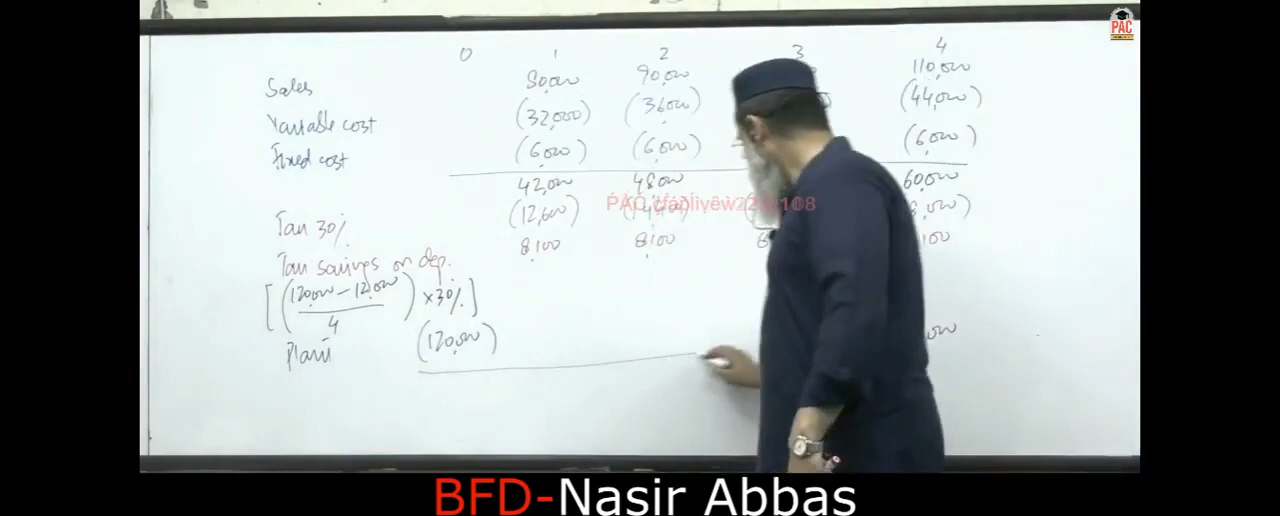 PAC
0 1 2 3 4
Sales 80,000 90,000 110,000
Variable cost (32,000) (36,000) (44,000)
Fixed cost (6,000) (6,000) (6,000)
42,000 48,000 60,000
Tax 30% (12,600) (14,400)
Tax savings on dep. 8,100 8,100
[(120,000 - 12,000 / 4) x 30%]
Plant (120,000)
BFD-Nasir Abbas